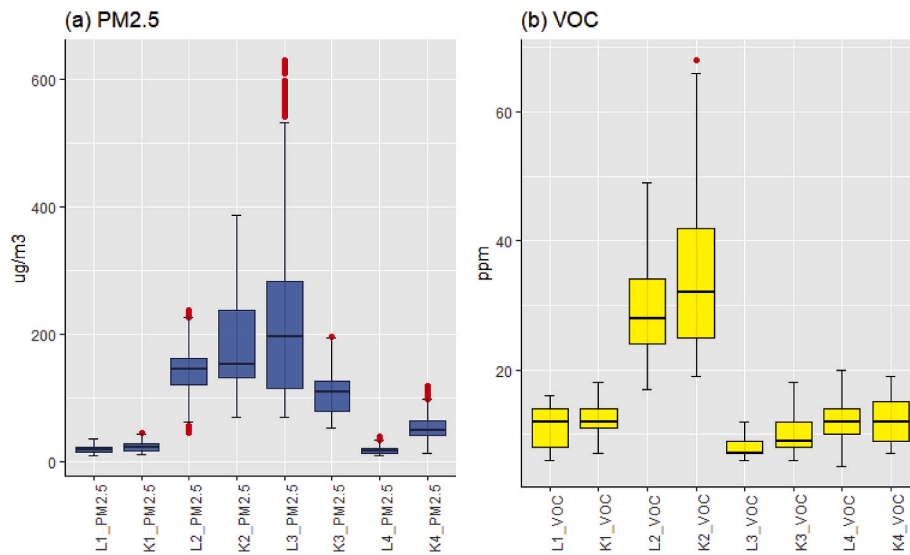 (a) PM2.5
600
400
200
0
ug/m3
L1_PM2.5
K1_PM2.5
L2_PM2.5
K2_PM2.5
L3_PM2.5
K3_PM2.5
L4_PM2.5
K4_PM2.5
(b) VOC
60
40
20
ppm
L1_VOC
K1_VOC
L2_VOC
K2_VOC
L3_VOC
K3_VOC
L4_VOC
K4_VOC